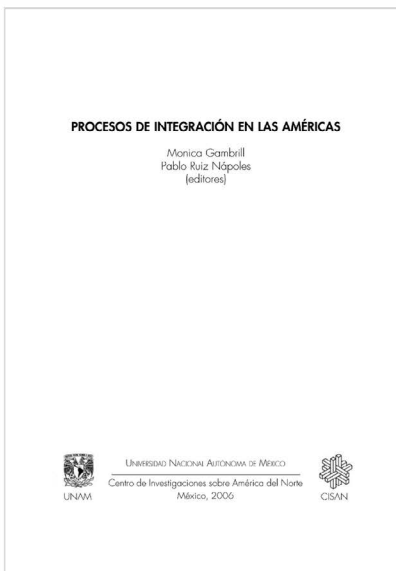 PROCESOS DE INTEGRACIÓN EN LAS AMÉRICAS
Monica Gambrill
Pablo Ruiz Nápoles
(editores)
UNIVERSIDAD NACIONAL AUTÓNOMA DE MÉXICO
Centro de Investigaciones sobre América del Norte
México, 2006
UNAM
CISAN